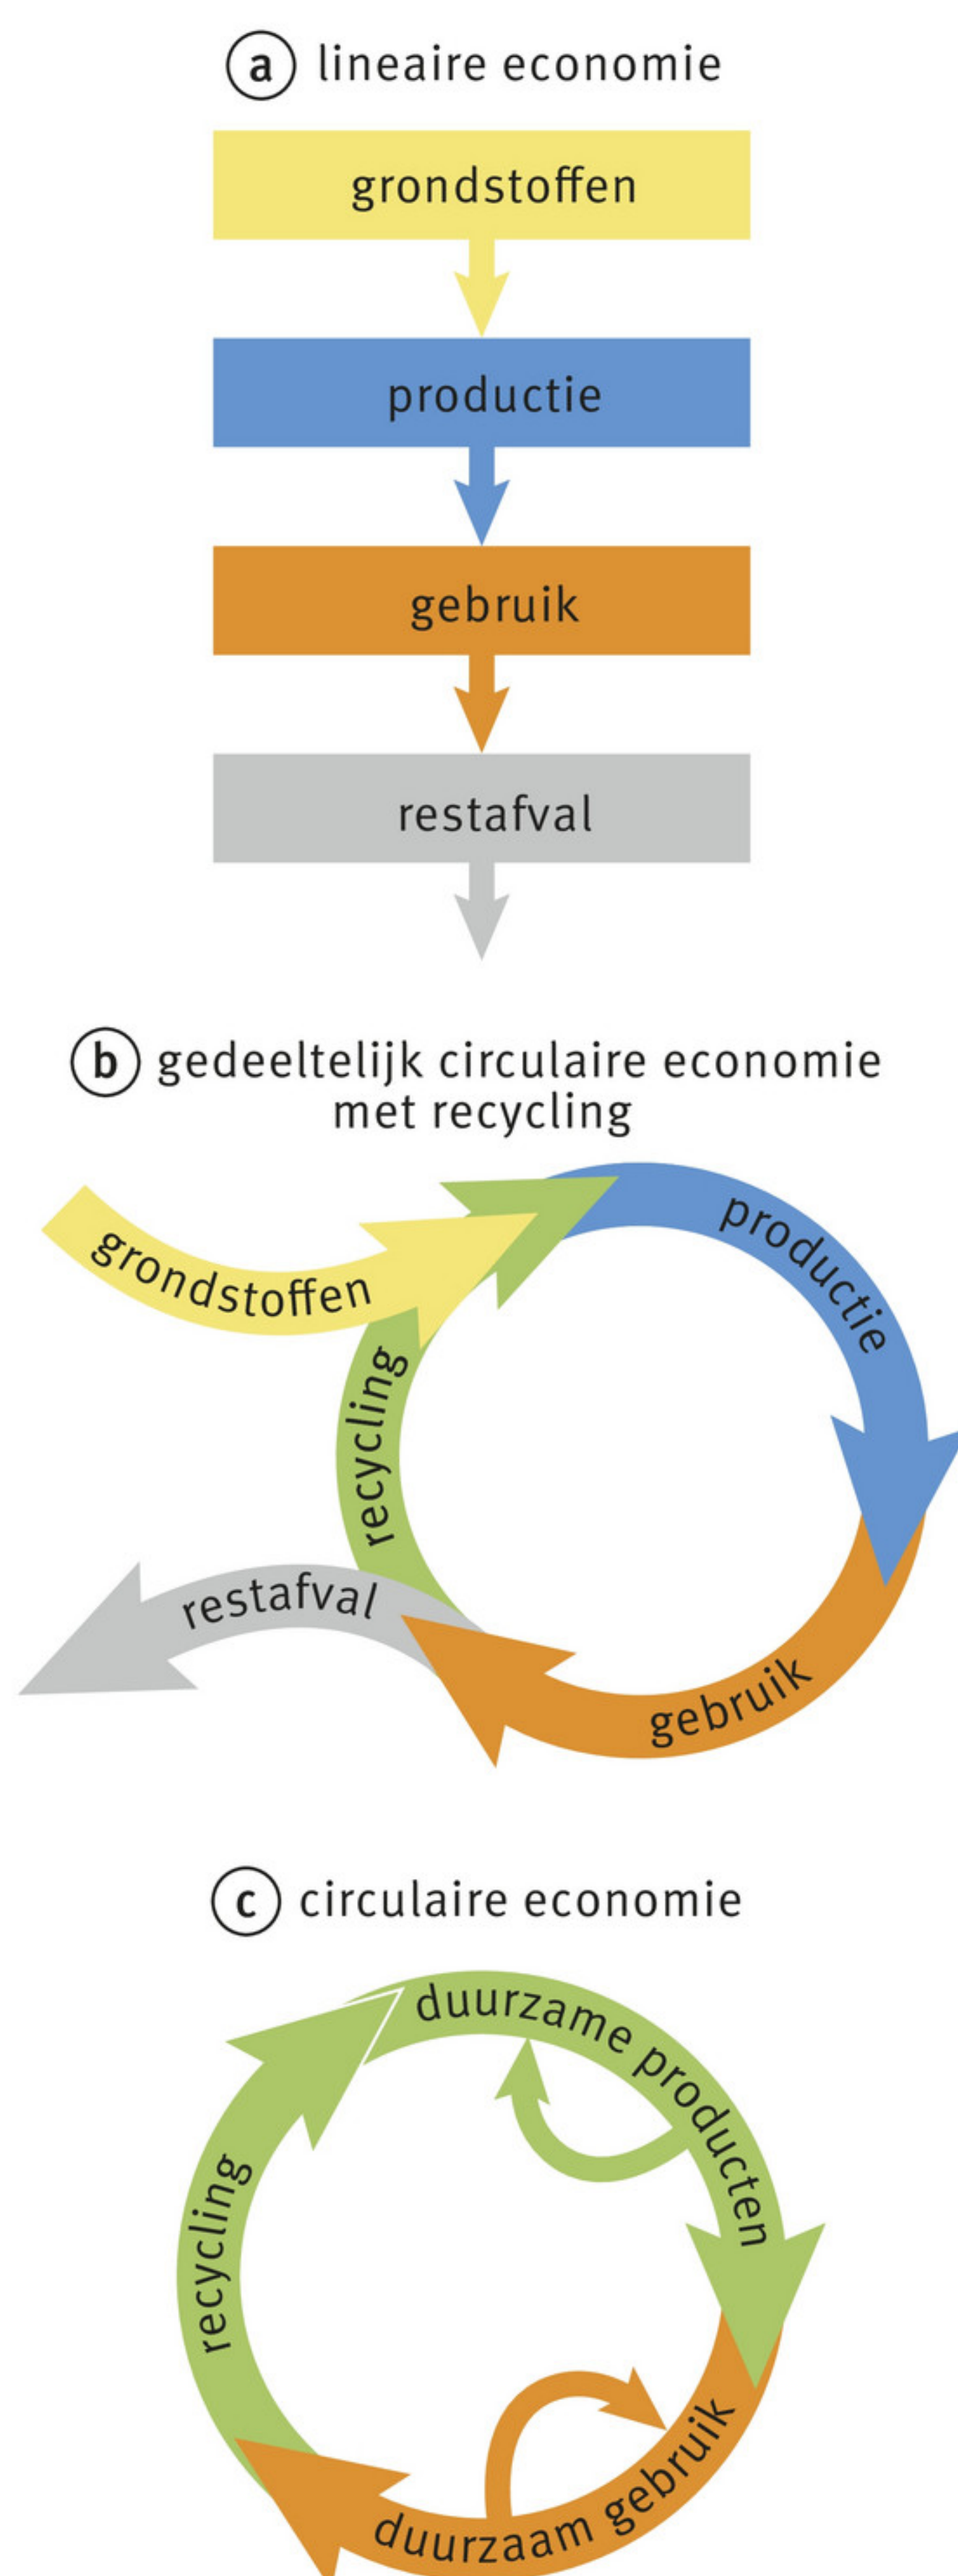 a lineaire economie
grondstoffen
productie
gebruik
restafval
b gedeeltelijk circulaire economie
met recycling
grondstoffen
productie
recycling
restafval
gebruik
c circulaire economie
duurzame producten
recycling
duurzaam gebruik